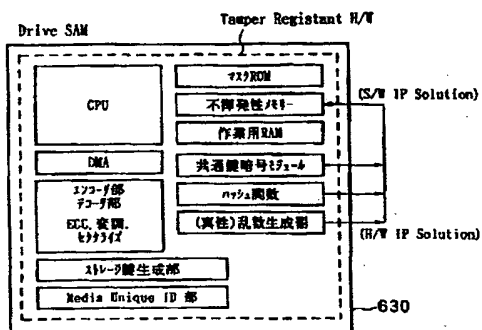 Tamper Registant H/W
Drive SAM
CPU
DMA
エンコーダ部
デコーダ部
ECC、変調、
セクタライズ
ストレージ鍵生成部
Media Unique ID 部
マスクROM
不揮発性メモリー
作業用RAM
共通鍵暗号モジュール
ハッシュ関数
(真性)乱数生成器
(S/W IP Solution)
(H/W IP Solution)
630